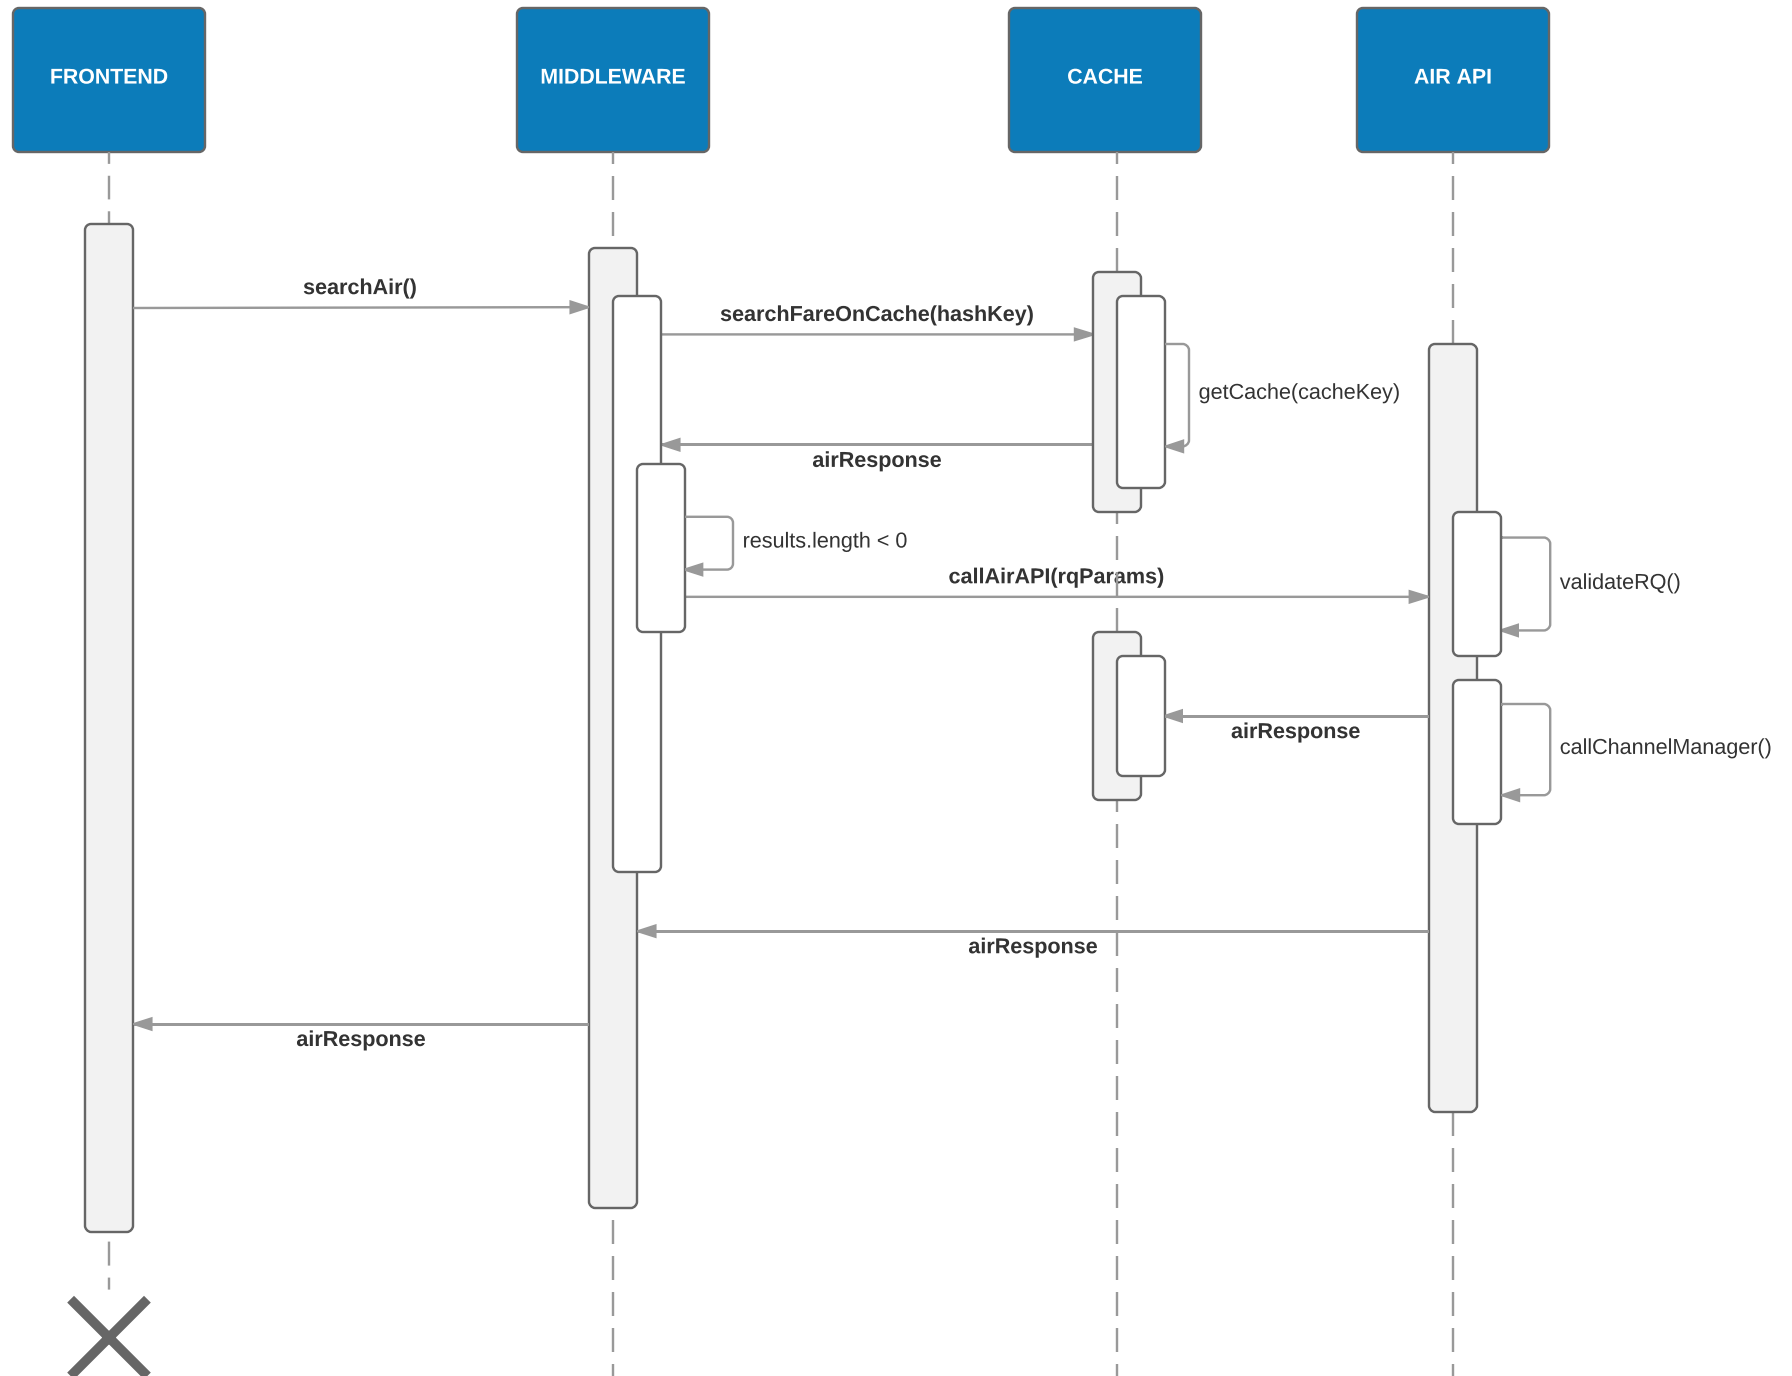 FRONTEND
MIDDLEWARE
CACHE
AIR API
searchAir()
searchFareOnCache(hashKey)
getCache(cacheKey)
airResponse
results.length < 0
callAirAPI(rqParams)
validateRQ()
airResponse
callChannelManager()
airResponse
airResponse